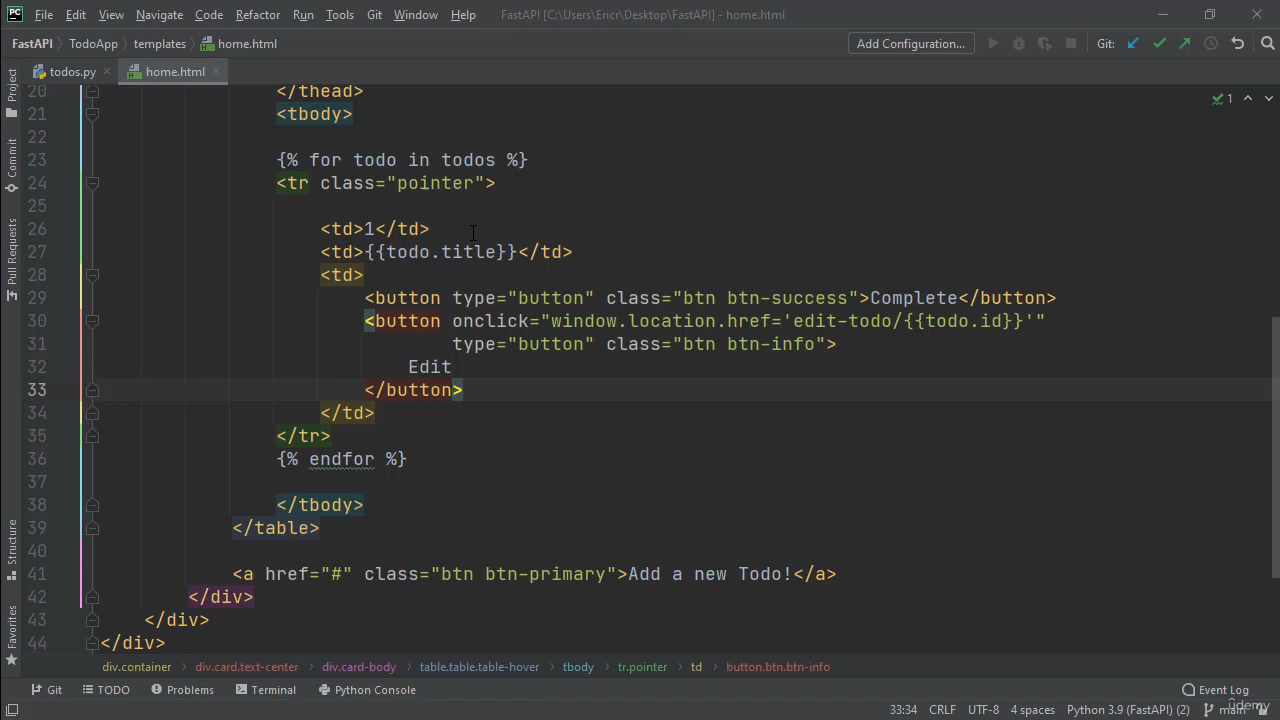 PC File Edit View Navigate Code Refactor Run Tools Git Window Help FastAPI [C:\Users\Ericr\Desktop\FastAPI] - home.html
FastAPI TodoApp templates home.html Add Configuration... Git:
todos.py home.html
Project
Commit
Pull Requests
Structure
Favorites
1
20 </thead>
21 <tbody>
22
23 {% for todo in todos %}
24 <tr class="pointer">
25
26 <td>1</td>
27 <td>{{todo.title}}</td>
28 <td>
29 <button type="button" class="btn btn-success">Complete</button>
30 <button onclick="window.location.href='edit-todo/{{todo.id}}'"
31 type="button" class="btn btn-info">
32 Edit
33 </button>
34 </td>
35 </tr>
36 {% endfor %}
37
38 </tbody>
39 </table>
40
41 <a href="#" class="btn btn-primary">Add a new Todo!</a>
42 </div>
43 </div>
44 </div>
div.container div.card.text-center div.card-body table.table.table-hover tbody tr.pointer td button.btn.btn-info
Git TODO Problems Terminal Python Console Event Log
33:34 CRLF UTF-8 4 spaces Python 3.9 (FastAPI) (2) main
udemy